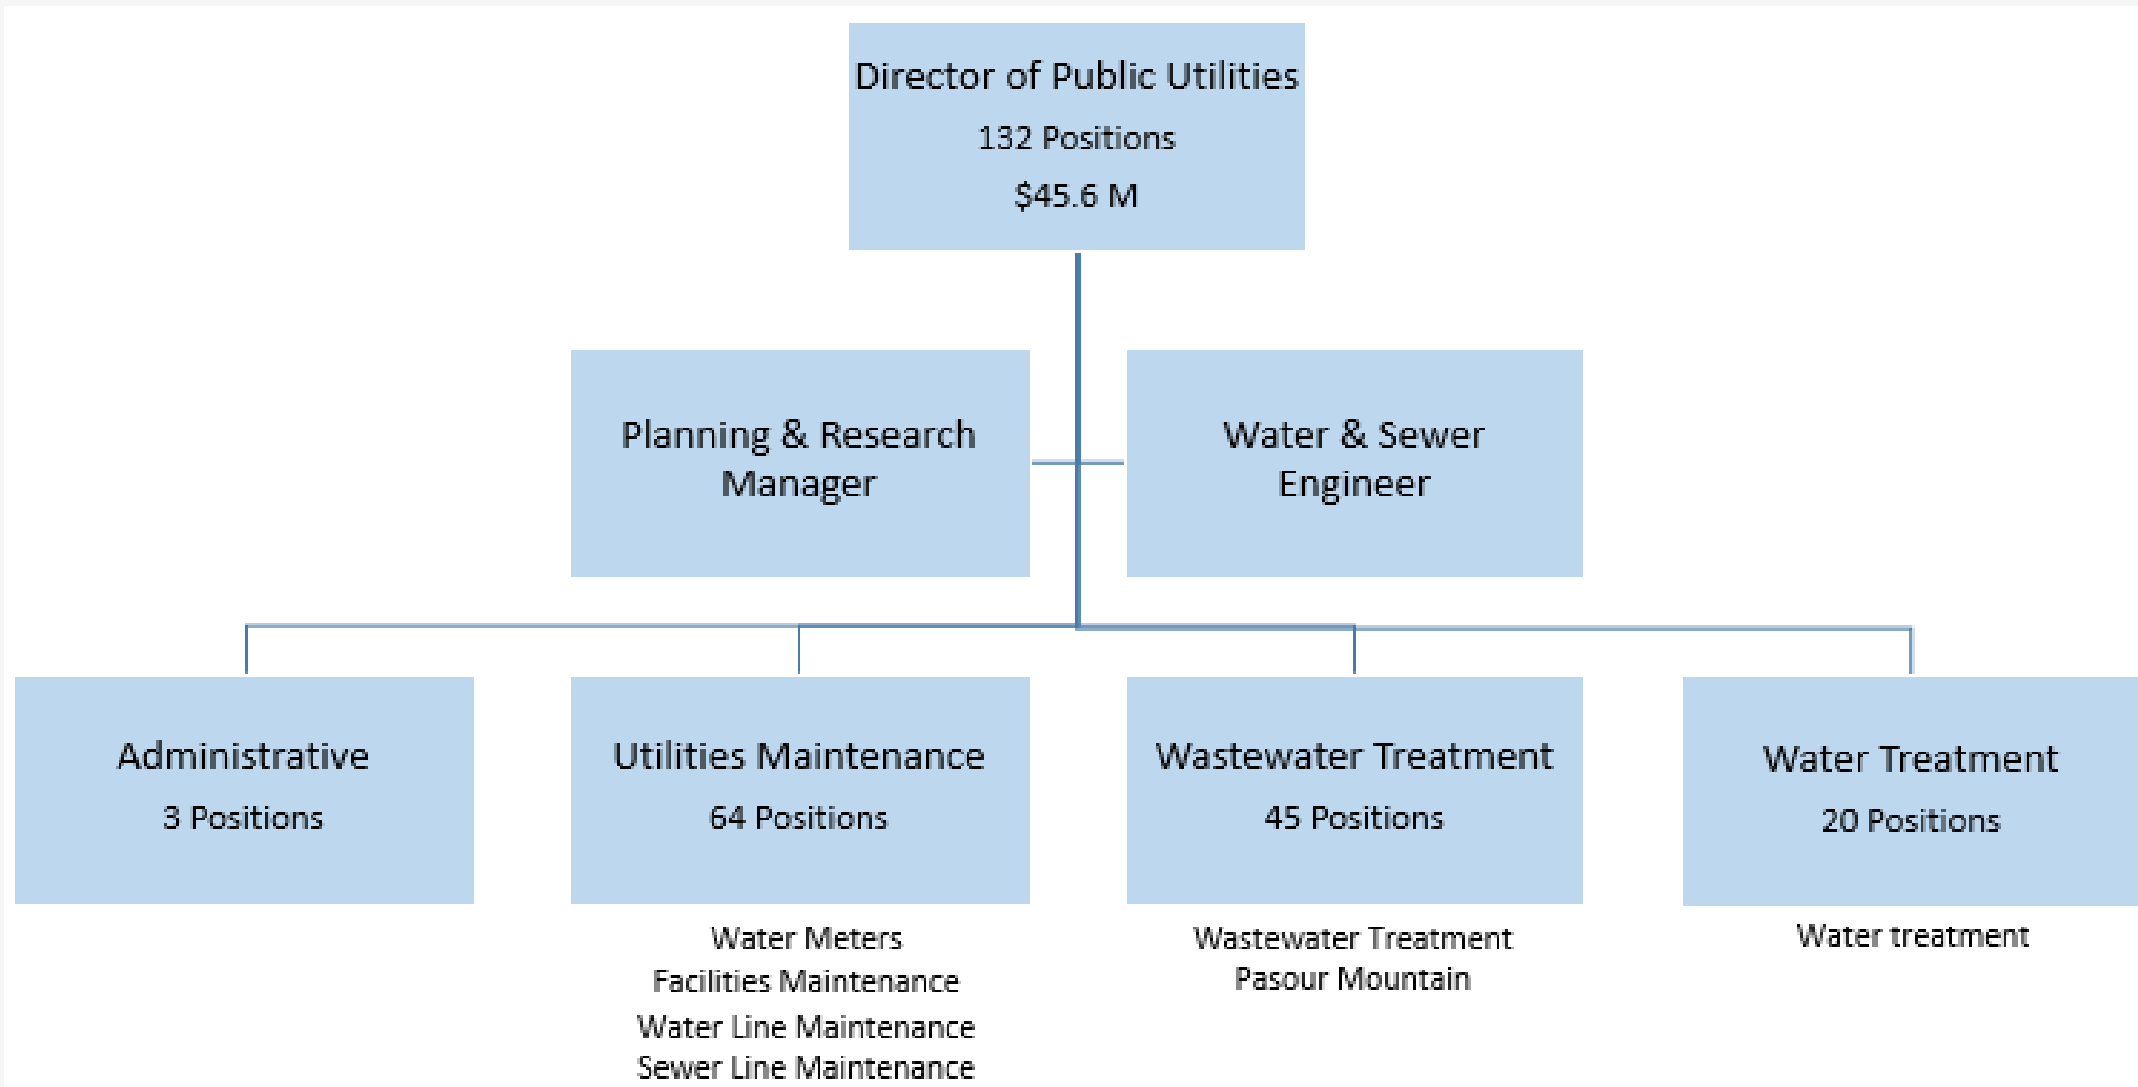 Director of Public Utilities
132 Positions
$45.6 M
Planning & Research
Manager
Water & Sewer
Engineer
Administrative
3 Positions
Utilities Maintenance
64 Positions
Water Meters
Facilities Maintenance
Water Line Maintenance
Sewer Line Maintenance
Wastewater Treatment
45 Positions
Wastewater Treatment
Pasour Mountain
Water Treatment
20 Positions
Water treatment